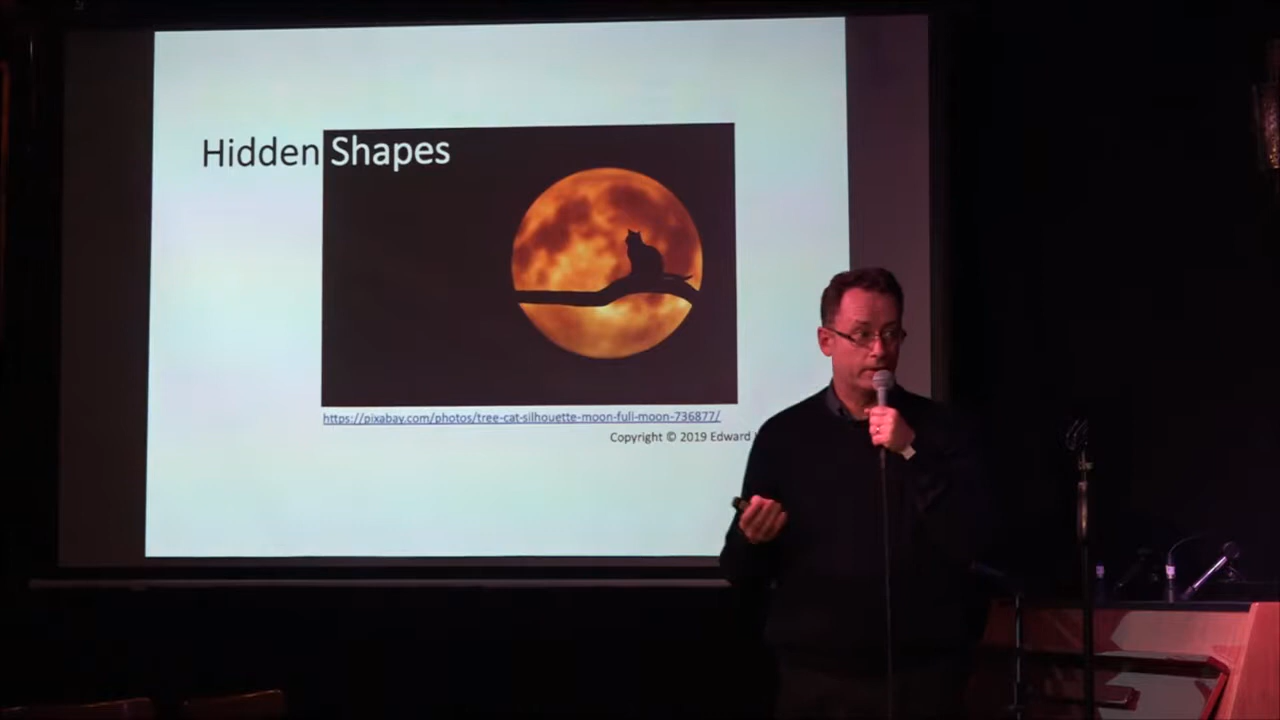 Hidden Shapes
https://pixabay.com/photos/tree-cat-silhouette-moon-full-moon-736877/
Copyright © 2019 Edward